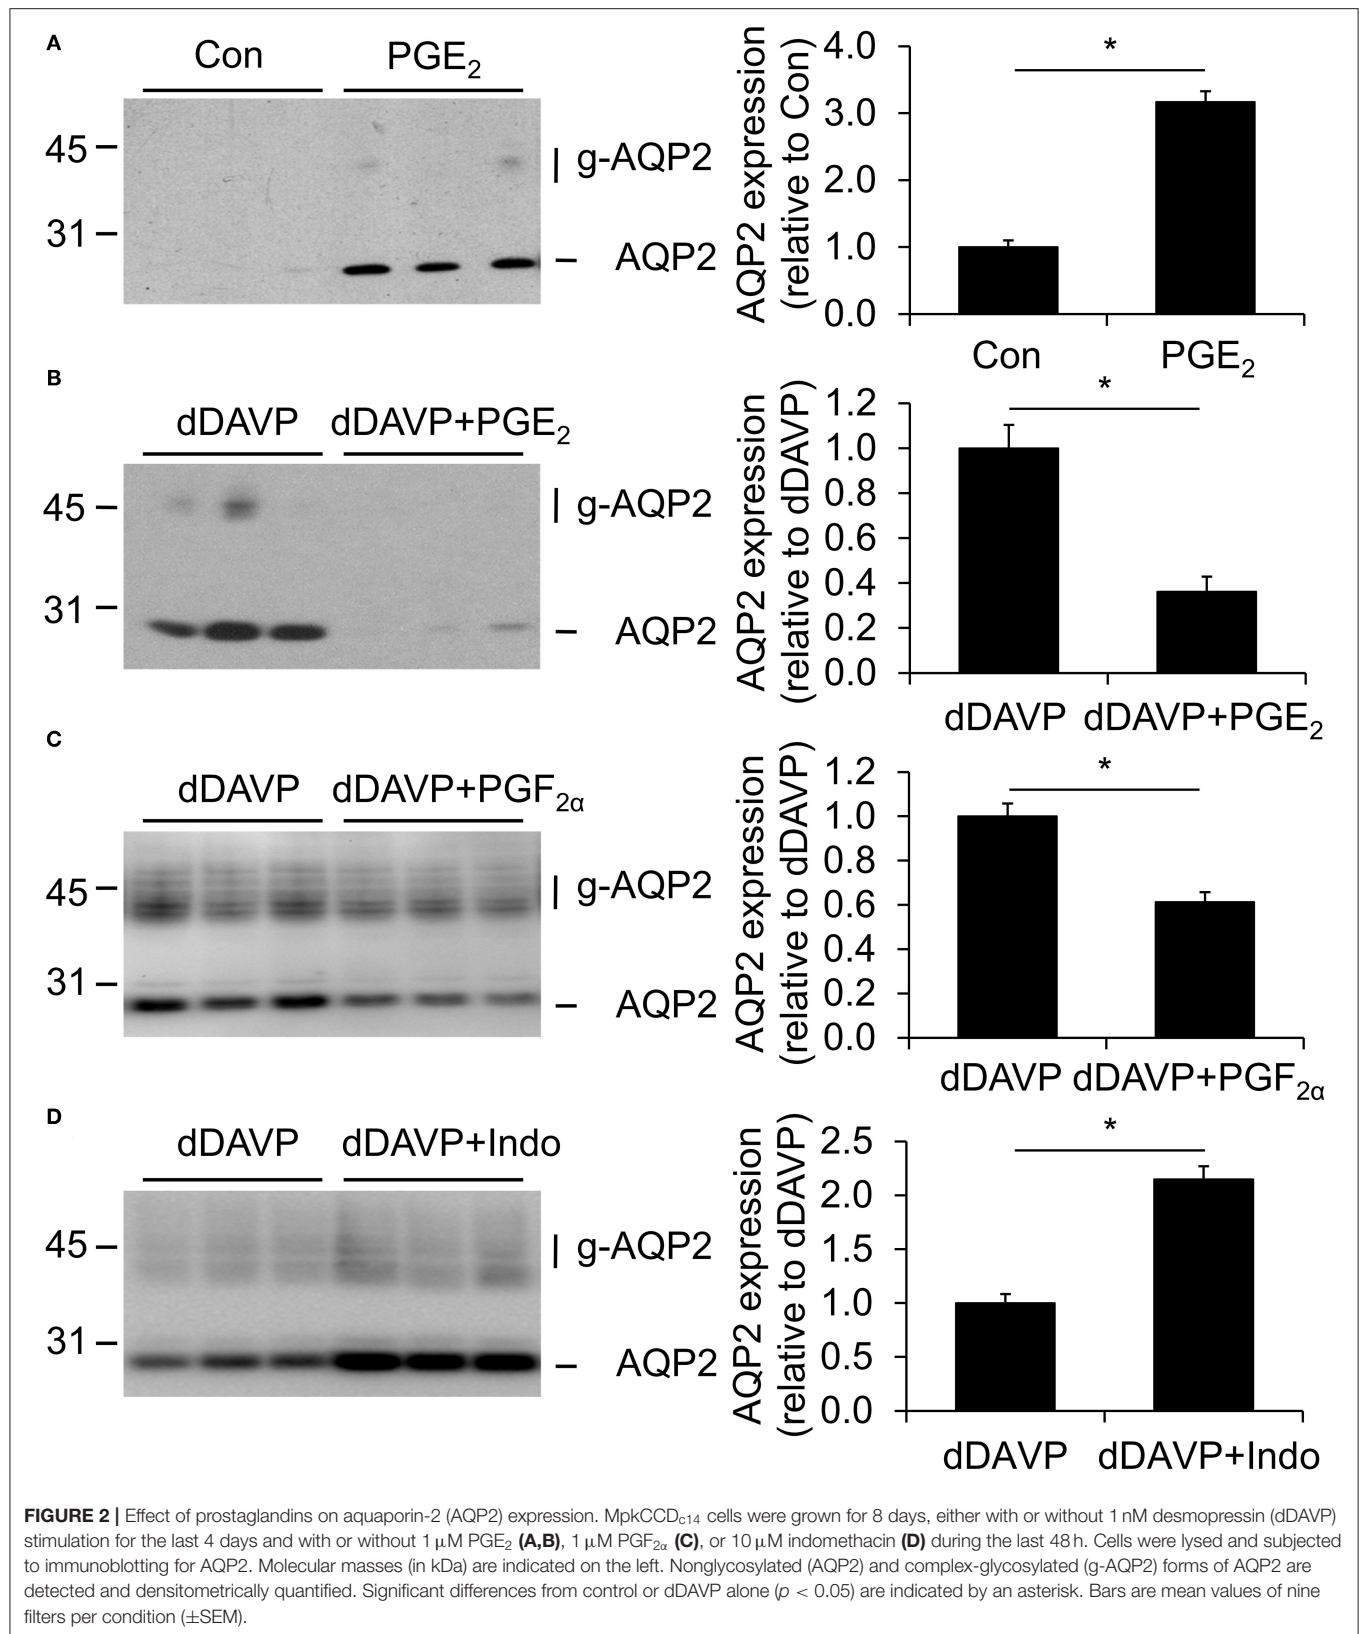 A
Con PGE2
45
31
g-AQP2
AQP2
AQP2 expression
(relative to Con)
4.0
3.0
2.0
1.0
0.0
*
Con PGE2
B
dDAVP dDAVP+PGE2
45
31
g-AQP2
AQP2
AQP2 expression
(relative to dDAVP)
1.2
1.0
0.8
0.6
0.4
0.2
0.0
*
dDAVP dDAVP+PGE2
C
dDAVP dDAVP+PGF2α
45
31
g-AQP2
AQP2
AQP2 expression
(relative to dDAVP)
1.2
1.0
0.8
0.6
0.4
0.2
0.0
*
dDAVP dDAVP+PGF2α
D
dDAVP dDAVP+Indo
45
31
g-AQP2
AQP2
AQP2 expression
(relative to dDAVP)
2.5
2.0
1.5
1.0
0.5
0.0
*
dDAVP dDAVP+Indo
FIGURE 2 | Effect of prostaglandins on aquaporin-2 (AQP2) expression. MpkCCDc14 cells were grown for 8 days, either with or without 1 nM desmopressin (dDAVP)
stimulation for the last 4 days and with or without 1 μM PGE2 (A,B), 1 μM PGF2α (C), or 10 μM indomethacin (D) during the last 48 h. Cells were lysed and subjected
to immunoblotting for AQP2. Molecular masses (in kDa) are indicated on the left. Nonglycosylated (AQP2) and complex-glycosylated (g-AQP2) forms of AQP2 are
detected and densitometrically quantified. Significant differences from control or dDAVP alone (p < 0.05) are indicated by an asterisk. Bars are mean values of nine
filters per condition (±SEM).